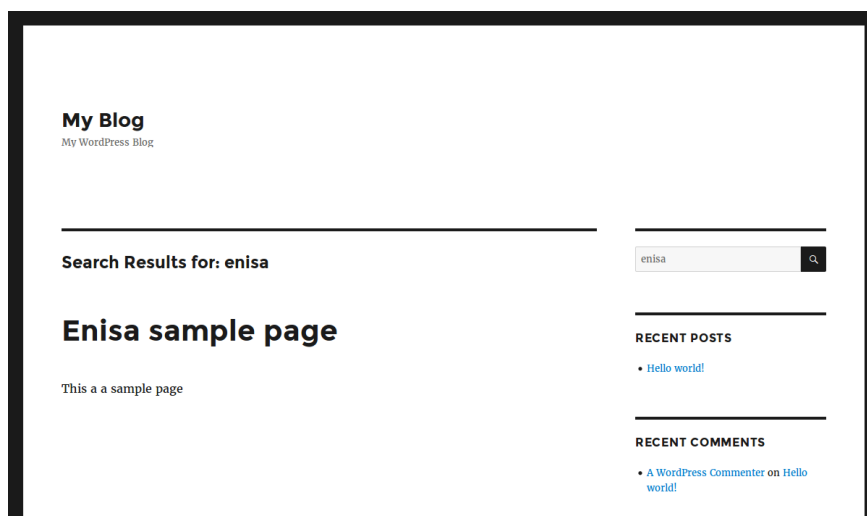 My Blog
My WordPress Blog
Search Results for: enisa
Enisa sample page
This a a sample page
enisa
RECENT POSTS
Hello world!
RECENT COMMENTS
A WordPress Commenter on Hello
world!